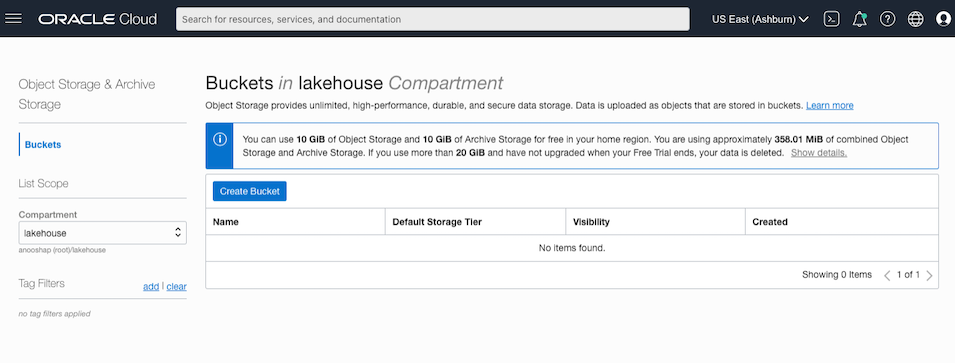 ORACLE Cloud
Search for resources, services, and documentation
US East (Ashburn)
Object Storage & Archive
Storage
Buckets
List Scope
Compartment
lakehouse
anooshap (root)/lakehouse
Tag Filters
add | clear
no tag filters applied
Buckets in lakehouse Compartment
Object Storage provides unlimited, high-performance, durable, and secure data storage. Data is uploaded as objects that are stored in buckets. Learn more
You can use 10 GiB of Object Storage and 10 GiB of Archive Storage for free in your home region. You are using approximately 358.01 MiB of combined Object
Storage and Archive Storage. If you use more than 20 GiB and have not upgraded when your Free Trial ends, your data is deleted. Show details.
Create Bucket
Name Default Storage Tier Visibility Created
No items found.
Showing 0 Items < 1 of 1 >